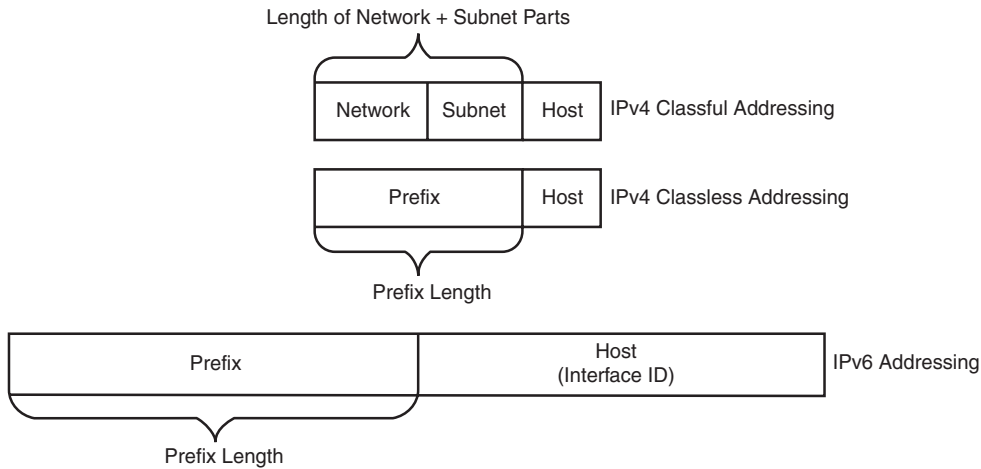 Length of Network + Subnet Parts
Network Subnet Host IPv4 Classful Addressing
Prefix Host IPv4 Classless Addressing
Prefix Length
Prefix Host
(Interface ID) IPv6 Addressing
Prefix Length